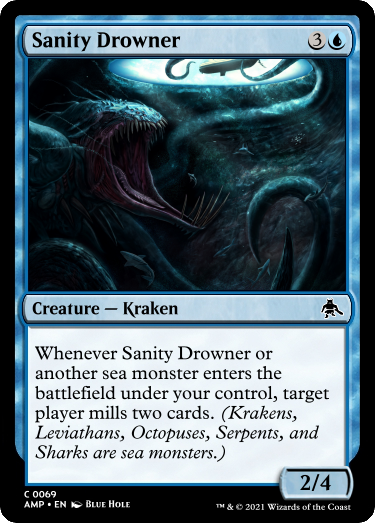 Sanity Drowner 3
Creature — Kraken
Whenever Sanity Drowner or
another sea monster enters the
battlefield under your control, target
player mills two cards. (Krakens,
Leviathans, Octopuses, Serpents, and
Sharks are sea monsters.)
2/4
C 0069
AMP • EN Blue Hole
™ & © 2021 Wizards of the Coast